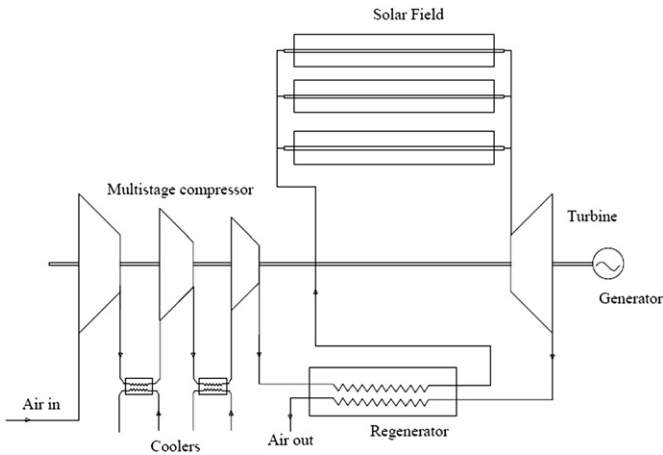 Solar Field
Multistage compressor
Turbine
Generator
Air in
Coolers
Air out
Regenerator